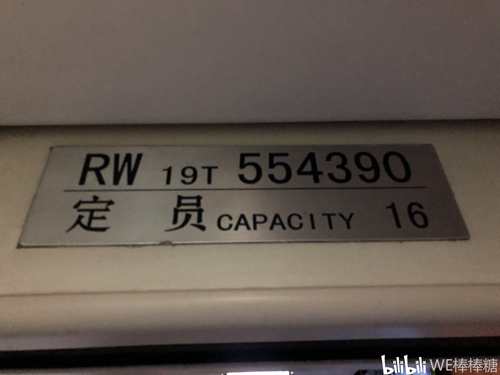 RW 19T 554390
定 员 CAPACITY 16
bilibili WE棒棒糖